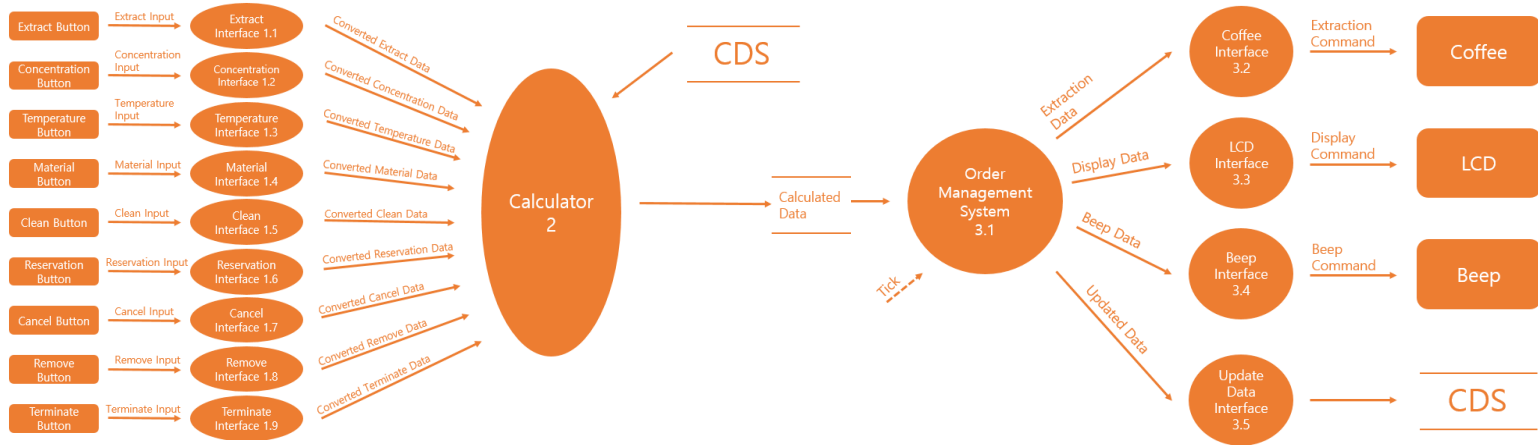 Extract Button
Extract Input
Extract
Interface 1.1
Converted Extract Data
Concentration
Button
Concentration
Input
Concentration
Interface 1.2
Converted Concentration Data
Temperature
Button
Temperature
Input
Temperature
Interface 1.3
Converted Temperature Data
Material
Button
Material Input
Material
Interface 1.4
Converted Material Data
Clean Button
Clean Input
Clean
Interface 1.5
Converted Clean Data
Reservation
Button
Reservation Input
Reservation
Interface 1.6
Converted Reservation Data
Cancel Button
Cancel Input
Cancel
Interface 1.7
Converted Cancel Data
Remove
Button
Remove Input
Remove
Interface 1.8
Converted Remove Data
Terminate
Button
Terminate Input
Terminate
Interface 1.9
Converted Terminate Data
Calculator
2
CDS
Calculated
Data
Order
Management
System
3.1
Tick
Extraction
Data
Display Data
Beep Data
Updated Data
Coffee
Interface
3.2
Extraction
Command
Coffee
LCD
Interface
3.3
Display
Command
LCD
Beep
Interface
3.4
Beep
Command
Beep
Update
Data
Interface
3.5
CDS